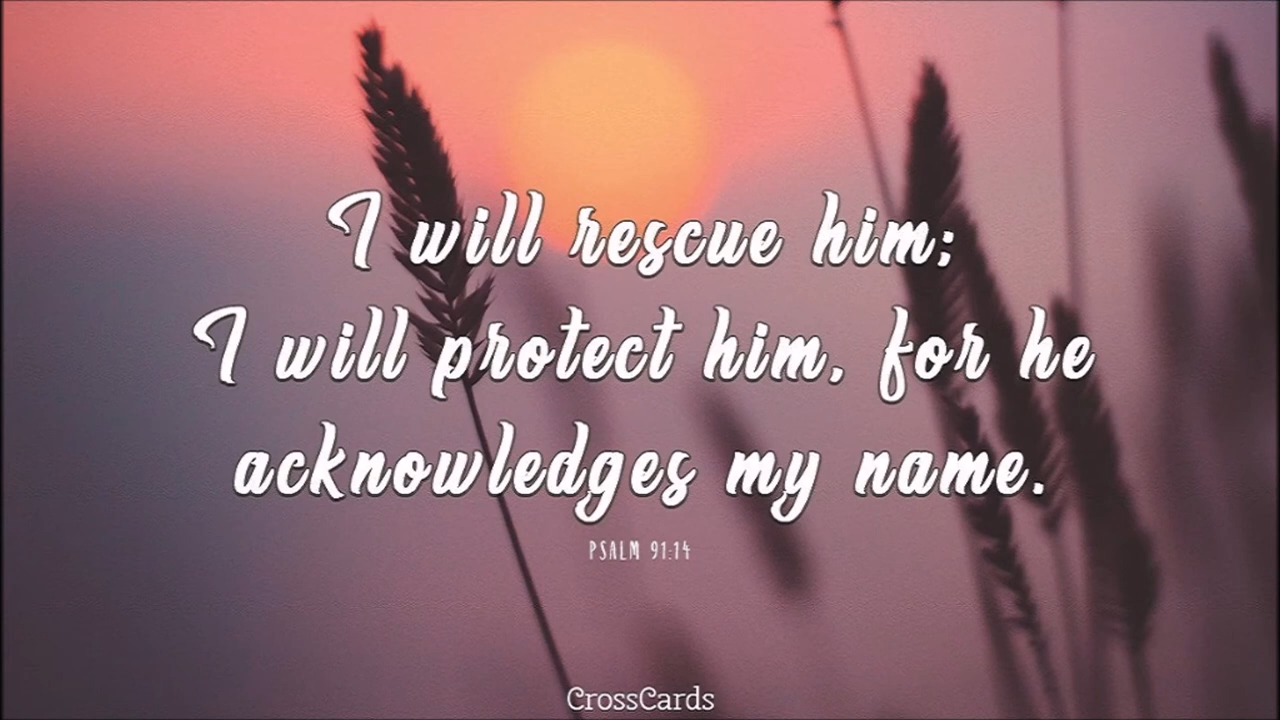 I will rescue him;
I will protect him, for he
acknowledges my name.
PSALM 91:14
CrossCards